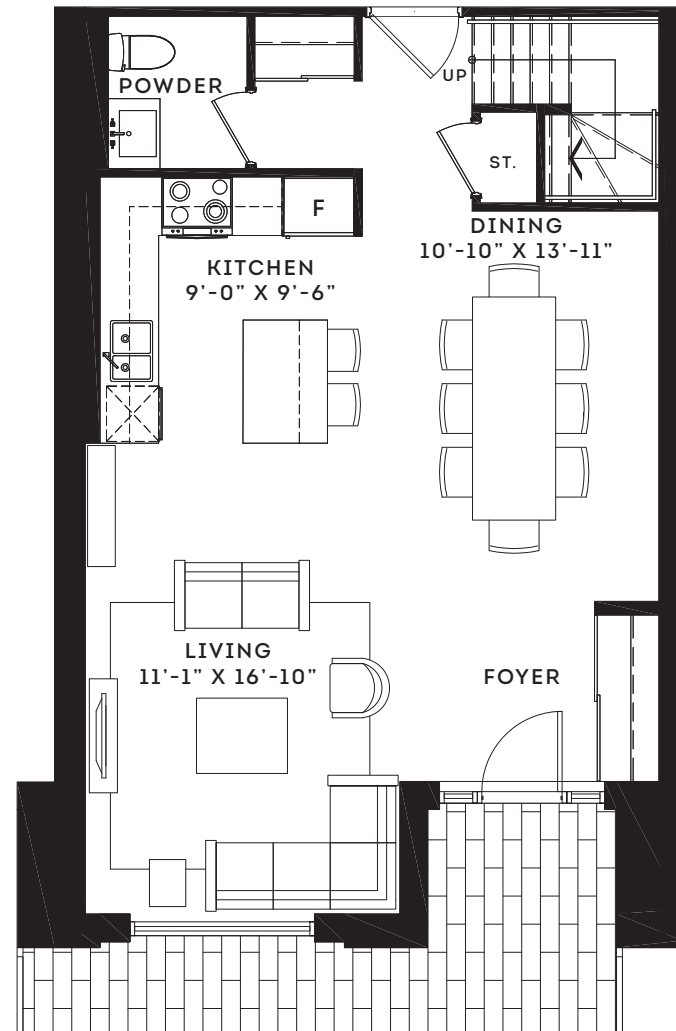 POWDER
UP
ST.
F
DINING
10'-10" X 13'-11"
KITCHEN
9'-0" X 9'-6"
LIVING
11'-1" X 16'-10"
FOYER